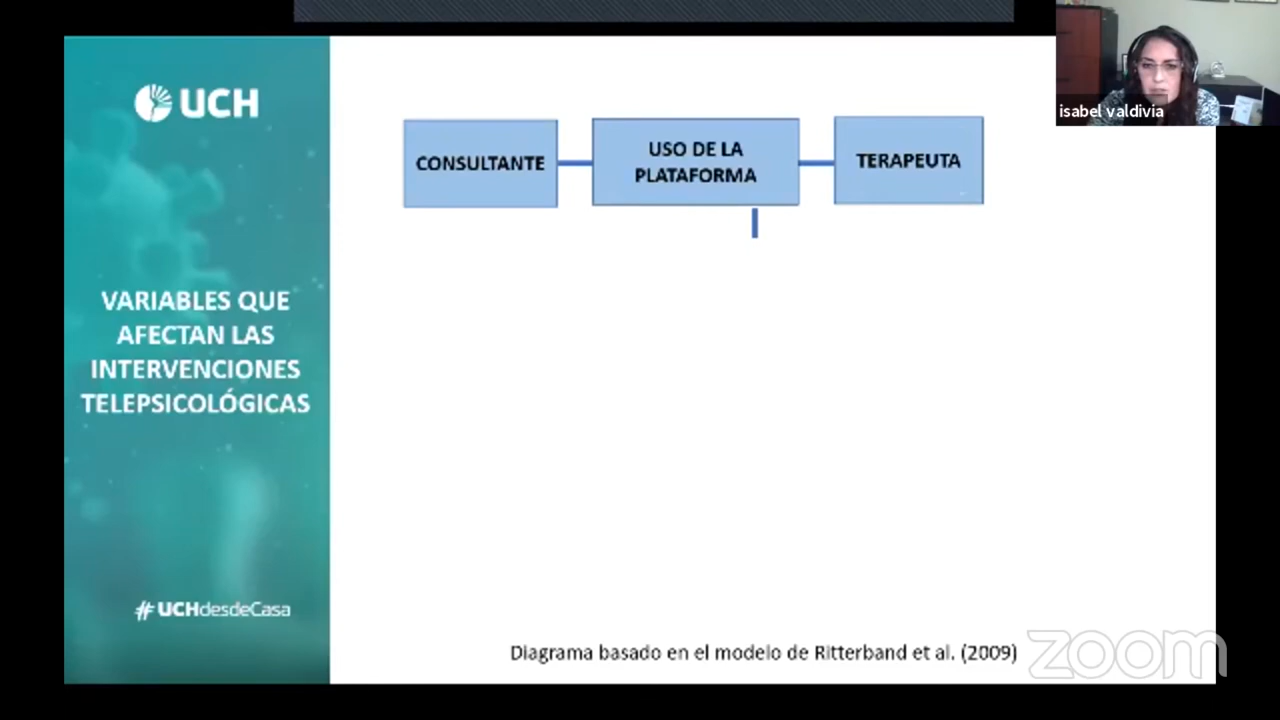 UCH
isabel valdivia
CONSULTANTE
USO DE LA
PLATAFORMA
TERAPEUTA
VARIABLES QUE
AFECTAN LAS
INTERVENCIONES
TELEPSICOLÓGICAS
#UCHdesdeCasa
Diagrama basado en el modelo de Ritterband et al. (2009)
zoom